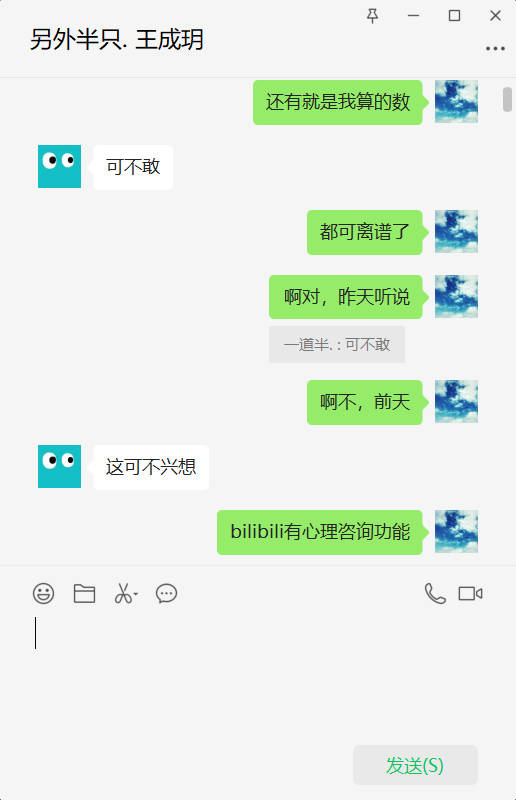 另外半只. 王成玥
还有就是我算的数
可不敢
都可离谱了
啊对，昨天听说
一道半. : 可不敢
啊不，前天
这可不兴想
bilibili有心理咨询功能
发送(S)